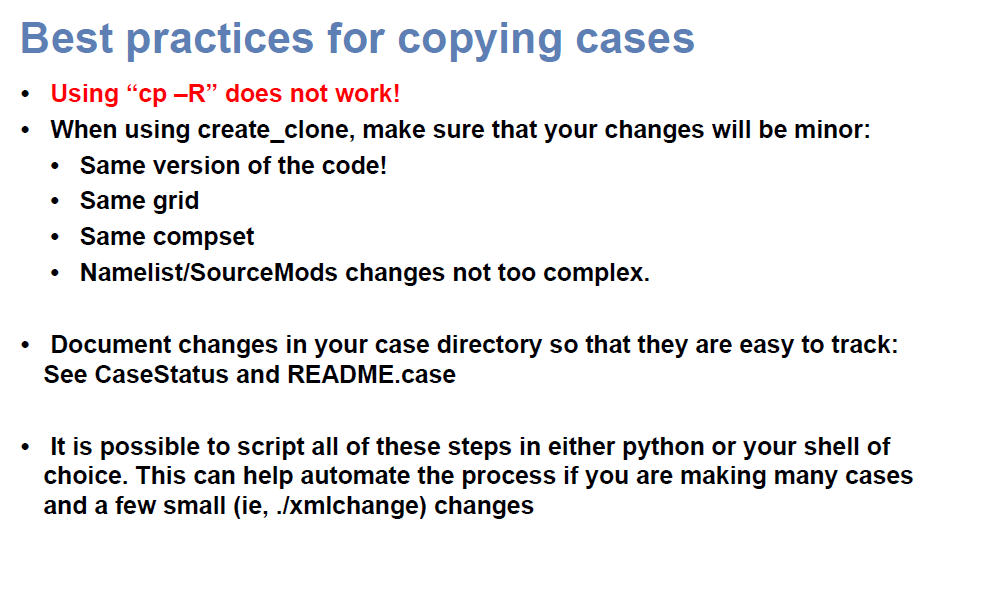 Best practices for copying cases
• Using “cp –R” does not work!
• When using create_clone, make sure that your changes will be minor:
• Same version of the code!
• Same grid
• Same compset
• Namelist/SourceMods changes not too complex.
• Document changes in your case directory so that they are easy to track:
See CaseStatus and README.case
• It is possible to script all of these steps in either python or your shell of
choice. This can help automate the process if you are making many cases
and a few small (ie, ./xmlchange) changes